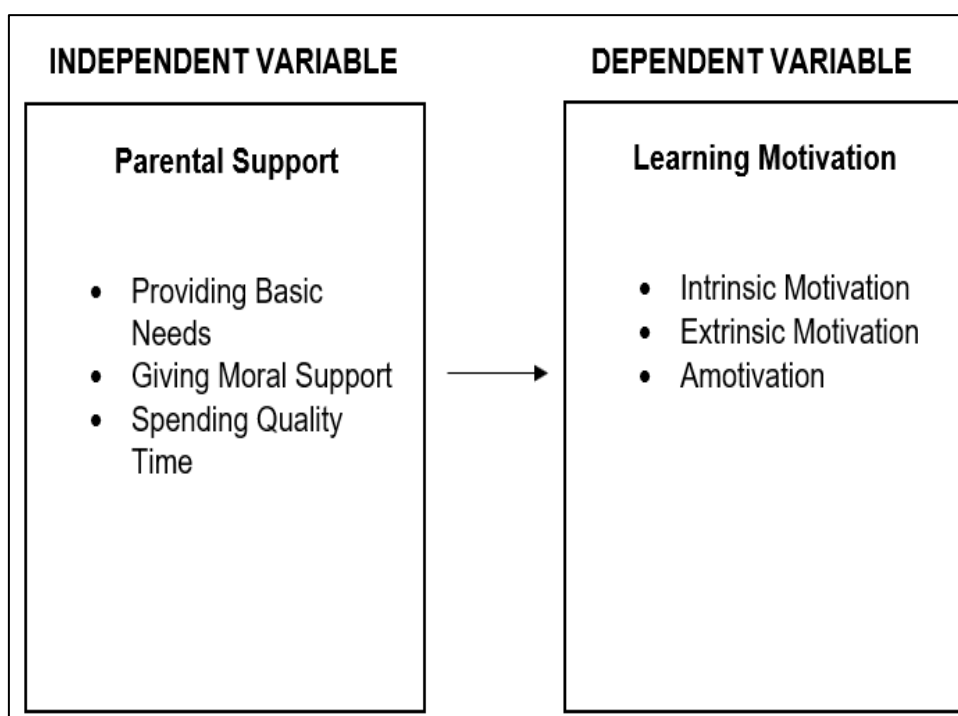 INDEPENDENT VARIABLE
Parental Support
• Providing Basic
Needs
• Giving Moral Support
• Spending Quality
Time
DEPENDENT VARIABLE
Learning Motivation
• Intrinsic Motivation
• Extrinsic Motivation
• Amotivation